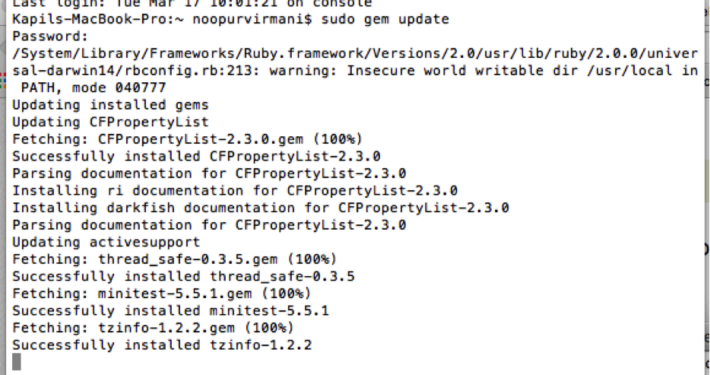 Last login: Tue Mar 17 10:01:21 on console
Kapils-MacBook-Pro:~ noopurvirmani$ sudo gem update
Password:
/System/Library/Frameworks/Ruby.framework/Versions/2.0/usr/lib/ruby/2.0.0/univer
sal-darwin14/rbconfig.rb:213: warning: Insecure world writable dir /usr/local in
 PATH, mode 040777
Updating installed gems
Updating CFPropertyList
Fetching: CFPropertyList-2.3.0.gem (100%)
Successfully installed CFPropertyList-2.3.0
Parsing documentation for CFPropertyList-2.3.0
Installing ri documentation for CFPropertyList-2.3.0
Installing darkfish documentation for CFPropertyList-2.3.0
Parsing documentation for CFPropertyList-2.3.0
Updating activesupport
Fetching: thread_safe-0.3.5.gem (100%)
Successfully installed thread_safe-0.3.5
Fetching: minitest-5.5.1.gem (100%)
Successfully installed minitest-5.5.1
Fetching: tzinfo-1.2.2.gem (100%)
Successfully installed tzinfo-1.2.2